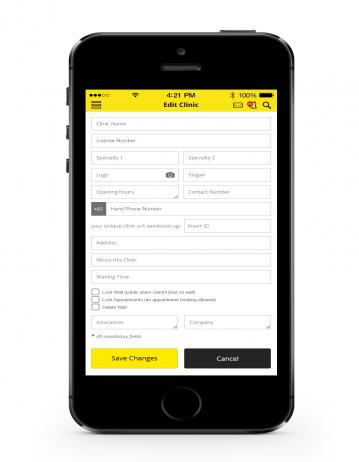 4:21 PM 100%
Edit Clinic
Clinic Name
License Number
Specialty 1 Specialty 2
Logo Slogan
Opening hours Contact Number
+65 Hand Phone Number
your unique clinic url: seedoctor.sg/ Insert ID
Address
About this Clinic
Waiting Time
Lock Wall (public users cannot post on wall)
Lock Appointments (no appointment booking allowed)
Delete Wall
Insurances Company
* All mandatory fields
Save Changes Cancel